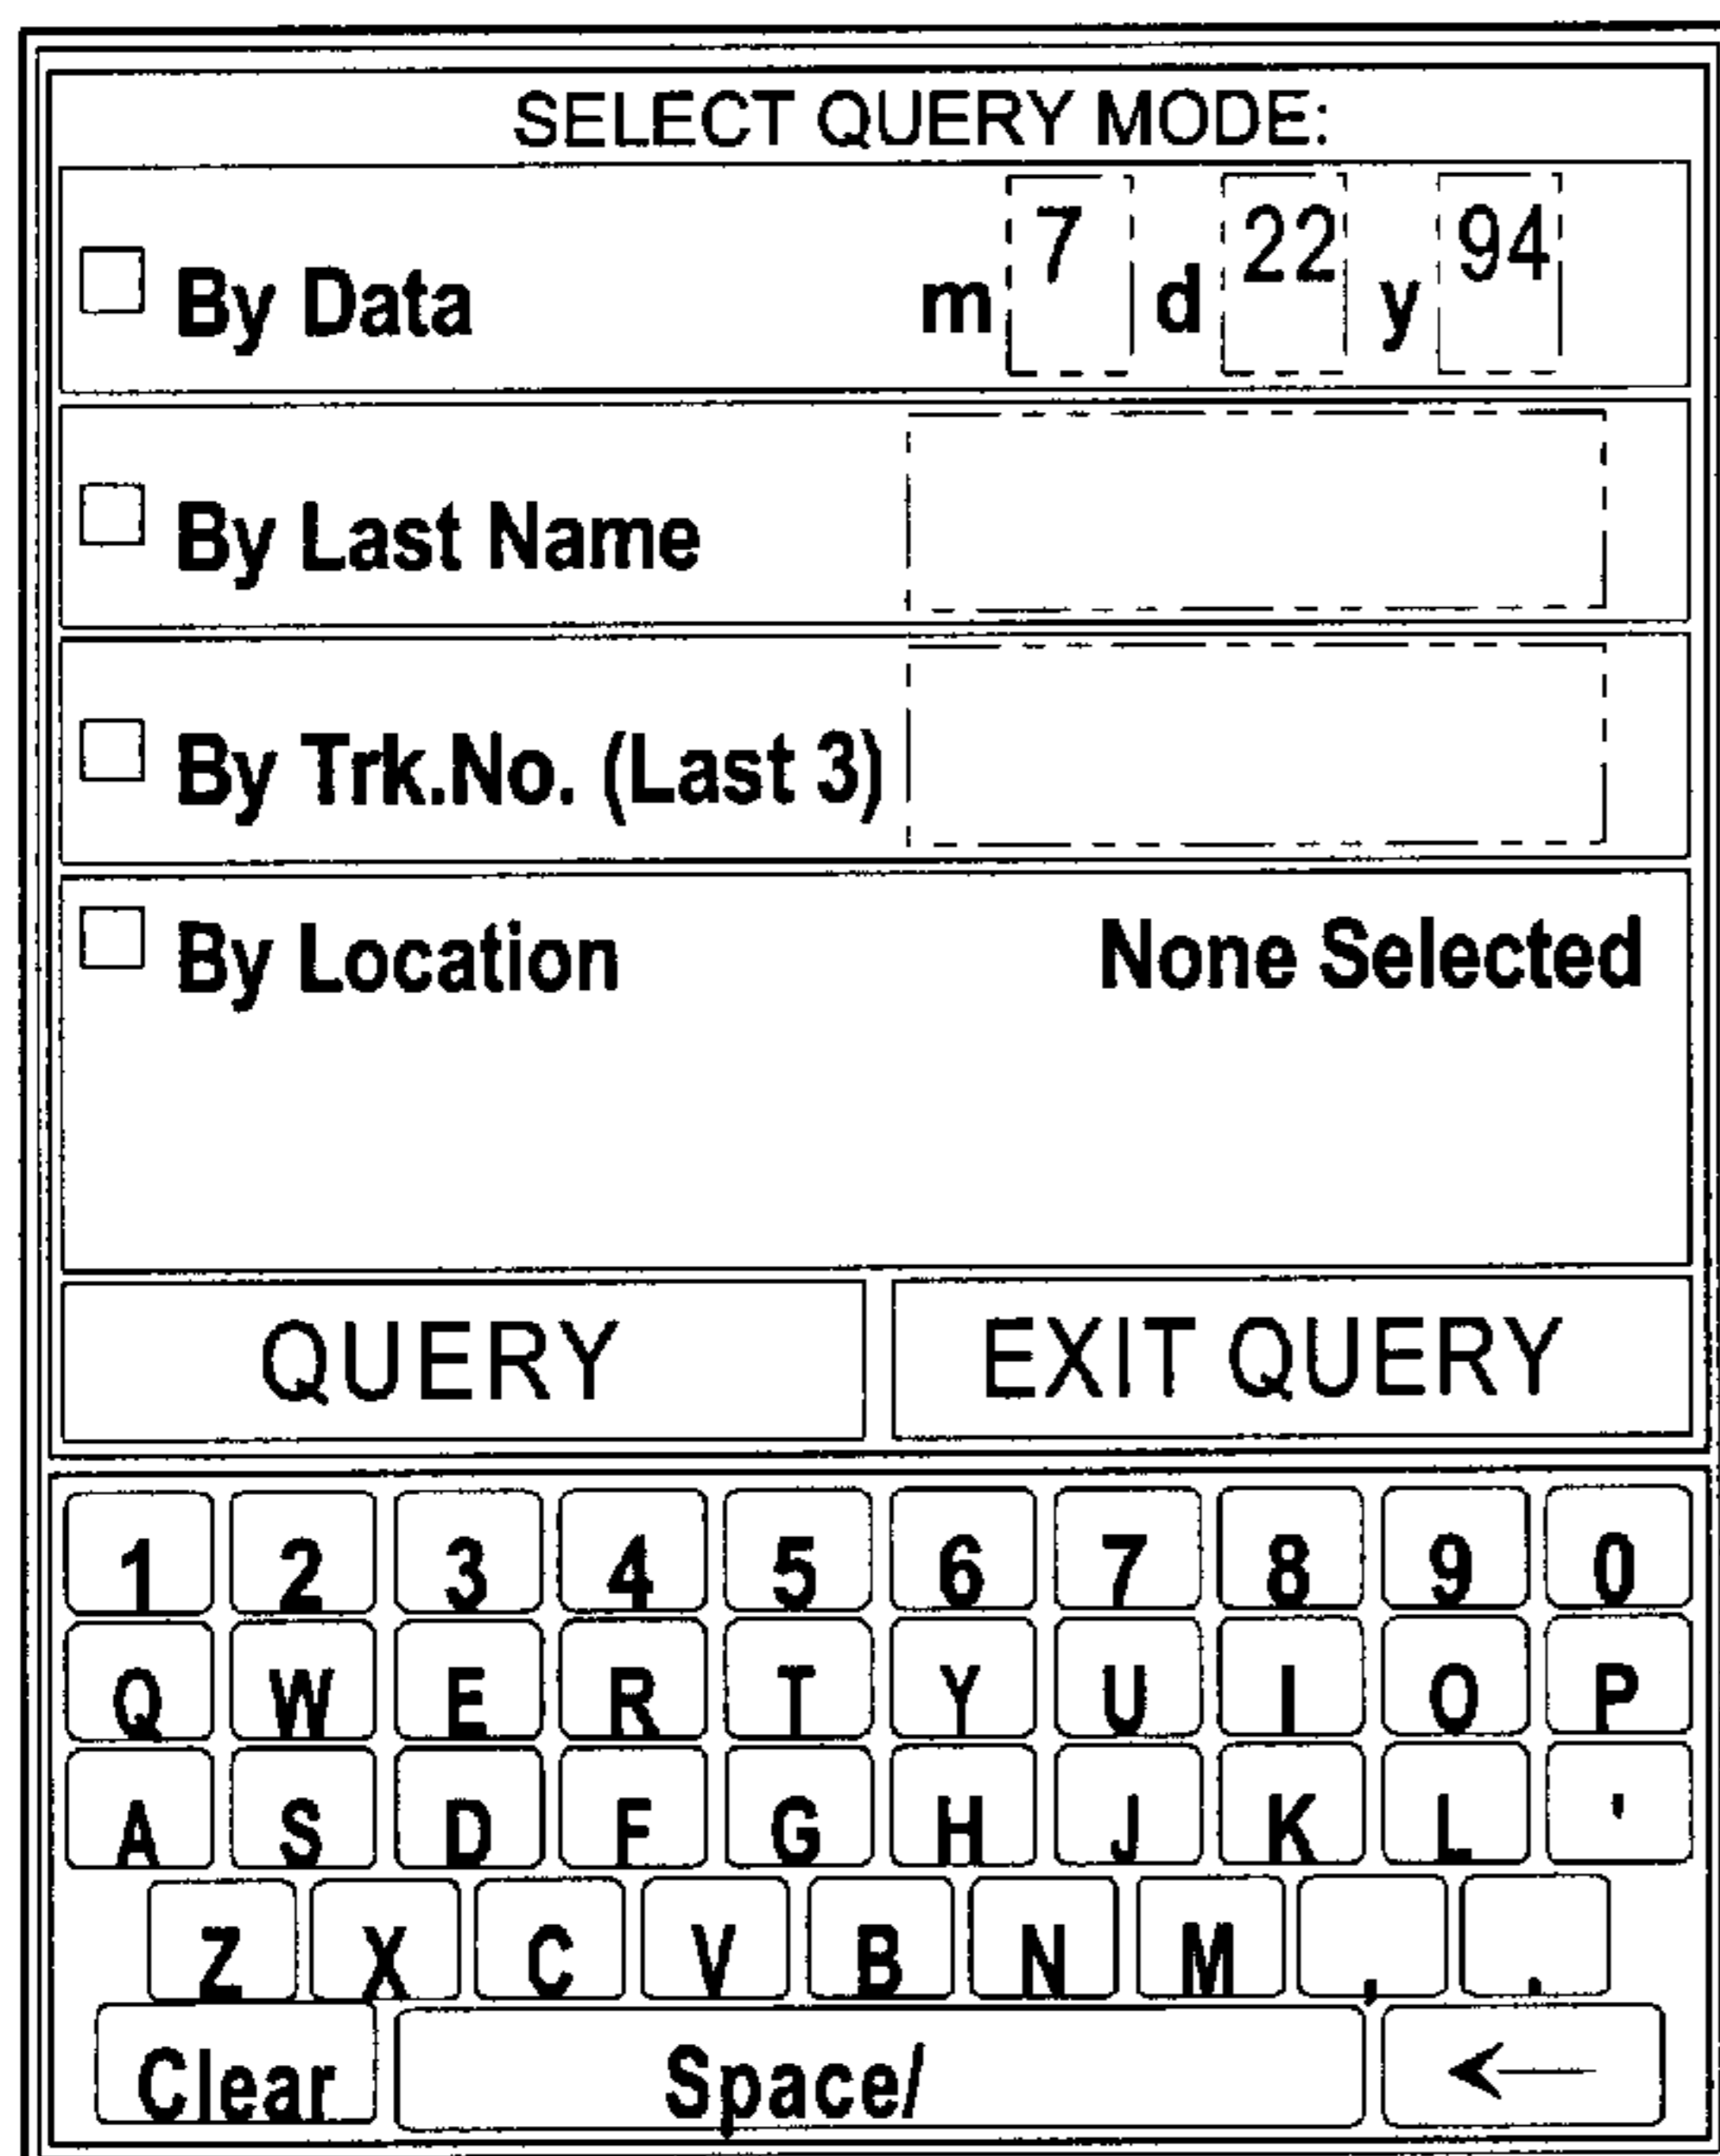 SELECT QUERY MODE:
By Data m 7 d 22 y 94
By Last Name
By Trk.No. (Last 3)
By Location None Selected
QUERY EXIT QUERY
1 2 3 4 5 6 7 8 9 0
Q W E R T Y U I O P
A S D F G H J K L '
Z X C V B N M , .
Clear Space/ ←